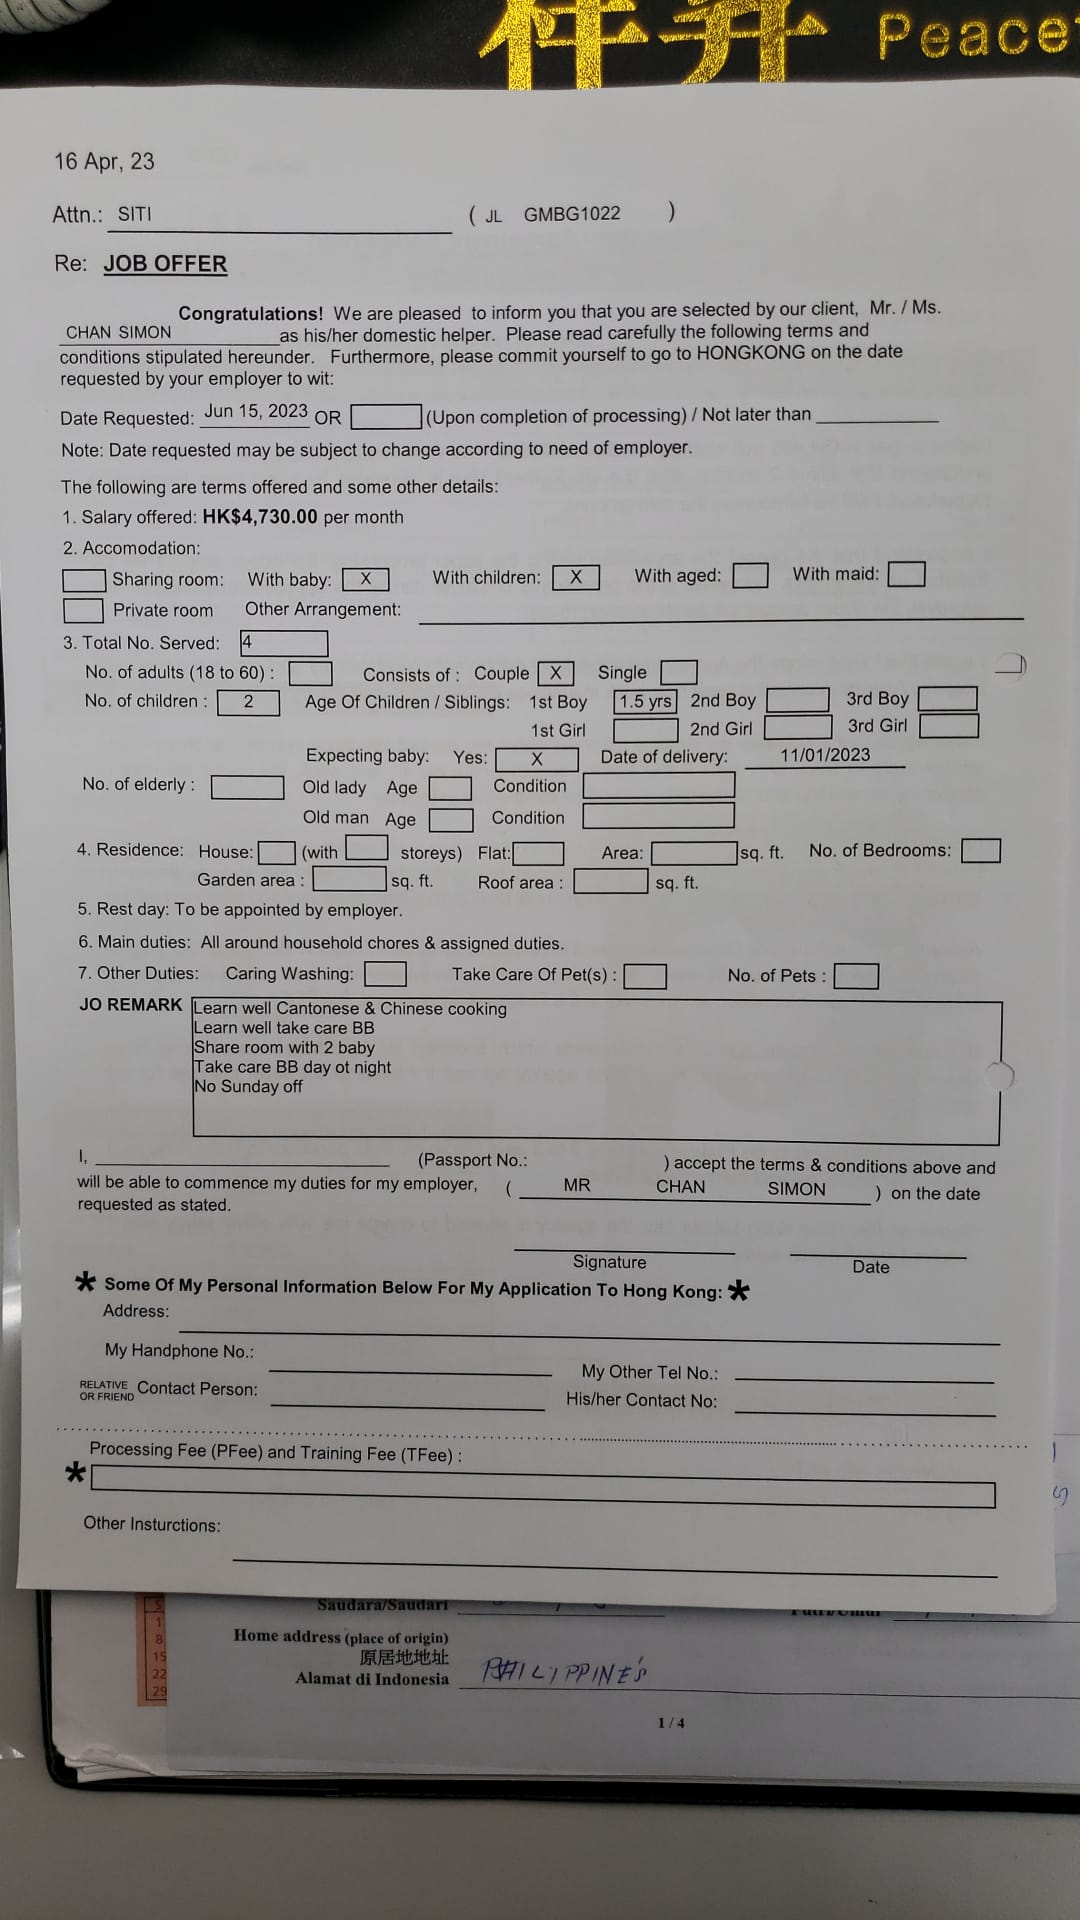 Peace
16 Apr, 23
Attn.: SITI ( JL GMBG1022 )
Re: JOB OFFER
Congratulations! We are pleased to inform you that you are selected by our client, Mr. / Ms.
CHAN SIMON as his/her domestic helper. Please read carefully the following terms and
conditions stipulated hereunder. Furthermore, please commit yourself to go to HONGKONG on the date
requested by your employer to wit:
Date Requested: Jun 15, 2023 OR (Upon completion of processing) / Not later than
Note: Date requested may be subject to change according to need of employer.
The following are terms offered and some other details:
1. Salary offered: HK$4,730.00 per month
2. Accomodation:
Sharing room: With baby: X With children: X With aged: With maid:
Private room Other Arrangement:
3. Total No. Served: 4
No. of adults (18 to 60) : Consists of : Couple X Single
No. of children : 2 Age Of Children / Siblings: 1st Boy 1.5 yrs 2nd Boy 3rd Boy
1st Girl 2nd Girl 3rd Girl
Expecting baby: Yes: X Date of delivery: 11/01/2023
No. of elderly : Old lady Age Condition
Old man Age Condition
4. Residence: House: (with storeys) Flat: Area: sq. ft. No. of Bedrooms:
Garden area : sq. ft. Roof area : sq. ft.
5. Rest day: To be appointed by employer.
6. Main duties: All around household chores & assigned duties.
7. Other Duties: Caring Washing: Take Care Of Pet(s) : No. of Pets :
JO REMARK Learn well Cantonese & Chinese cooking
Learn well take care BB
Share room with 2 baby
Take care BB day ot night
No Sunday off
I, (Passport No.: ) accept the terms & conditions above and
will be able to commence my duties for my employer, ( MR CHAN SIMON ) on the date
requested as stated.
Signature Date
* Some Of My Personal Information Below For My Application To Hong Kong: *
Address:
My Handphone No.: My Other Tel No.:
RELATIVE OR FRIEND Contact Person: His/her Contact No:
Processing Fee (PFee) and Training Fee (TFee) :
*
Other Insturctions:
Saudara/Saudari
Home address (place of origin)
原居地地址
Alamat di Indonesia PHILIPPINE'S
1 / 4
1
8
15
22
29